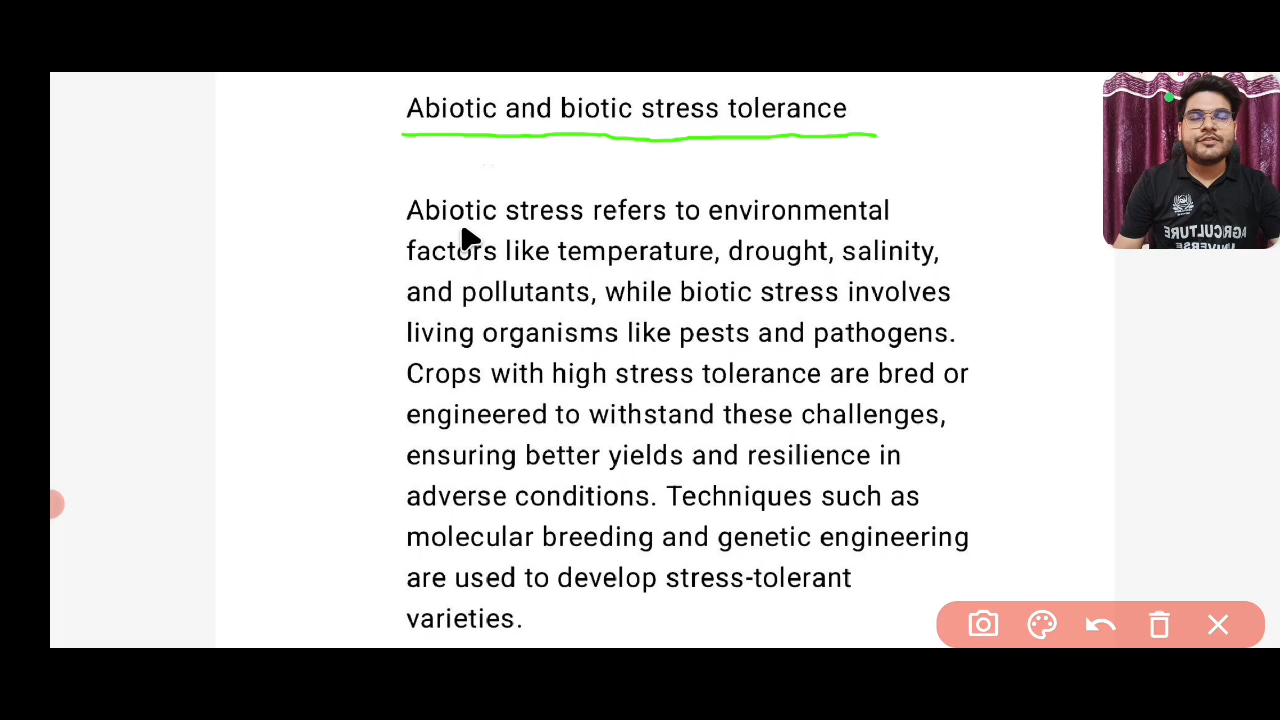 Abiotic and biotic stress tolerance
Abiotic stress refers to environmental
factors like temperature, drought, salinity,
and pollutants, while biotic stress involves
living organisms like pests and pathogens.
Crops with high stress tolerance are bred or
engineered to withstand these challenges,
ensuring better yields and resilience in
adverse conditions. Techniques such as
molecular breeding and genetic engineering
are used to develop stress-tolerant
varieties.
AGRICULTURE
UNIVERSE